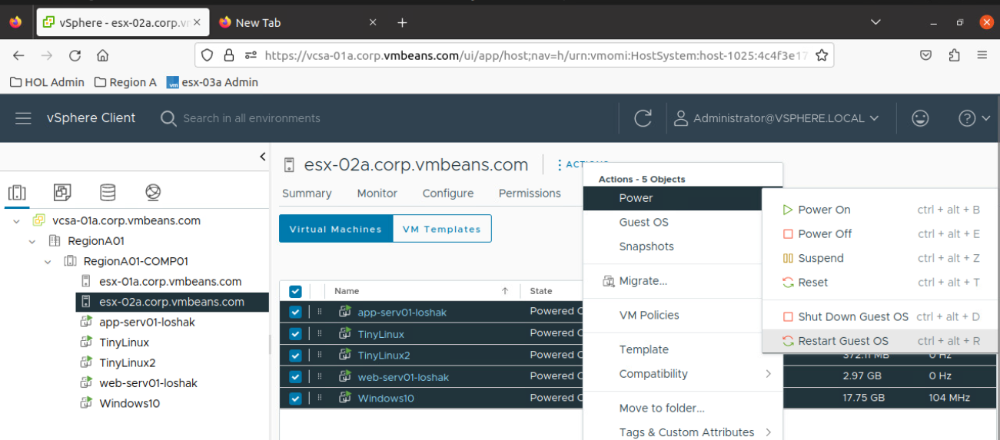 vSphere - esx-02a.corp.vm
New Tab
https://vcsa-01a.corp.vmbeans.com/ui/app/host;nav=h/urn:vmomi:HostSystem:host-1025:4c4f3e17
HOL Admin Region A vm esx-03a Admin
vSphere Client Search in all environments Administrator@VSPHERE.LOCAL
esx-02a.corp.vmbeans.com
Summary Monitor Configure Permissions
Virtual Machines VM Templates
vcsa-01a.corp.vmbeans.com
RegionA01
RegionA01-COMP01
esx-01a.corp.vmbeans.com
esx-02a.corp.vmbeans.com
app-serv01-loshak
TinyLinux
TinyLinux2
web-serv01-loshak
Windows10
Name State
app-serv01-loshak Powered
TinyLinux Powered
TinyLinux2 Powered 372.11 MB 0 Hz
web-serv01-loshak Powered 2.97 GB 0 Hz
Windows10 Powered 17.75 GB 104 MHz
Actions - 5 Objects
Power
Guest OS
Snapshots
Migrate...
VM Policies
Template
Compatibility
Move to folder...
Tags & Custom Attributes
Power On ctrl + alt + B
Power Off ctrl + alt + E
Suspend ctrl + alt + Z
Reset ctrl + alt + T
Shut Down Guest OS ctrl + alt + D
Restart Guest OS ctrl + alt + R